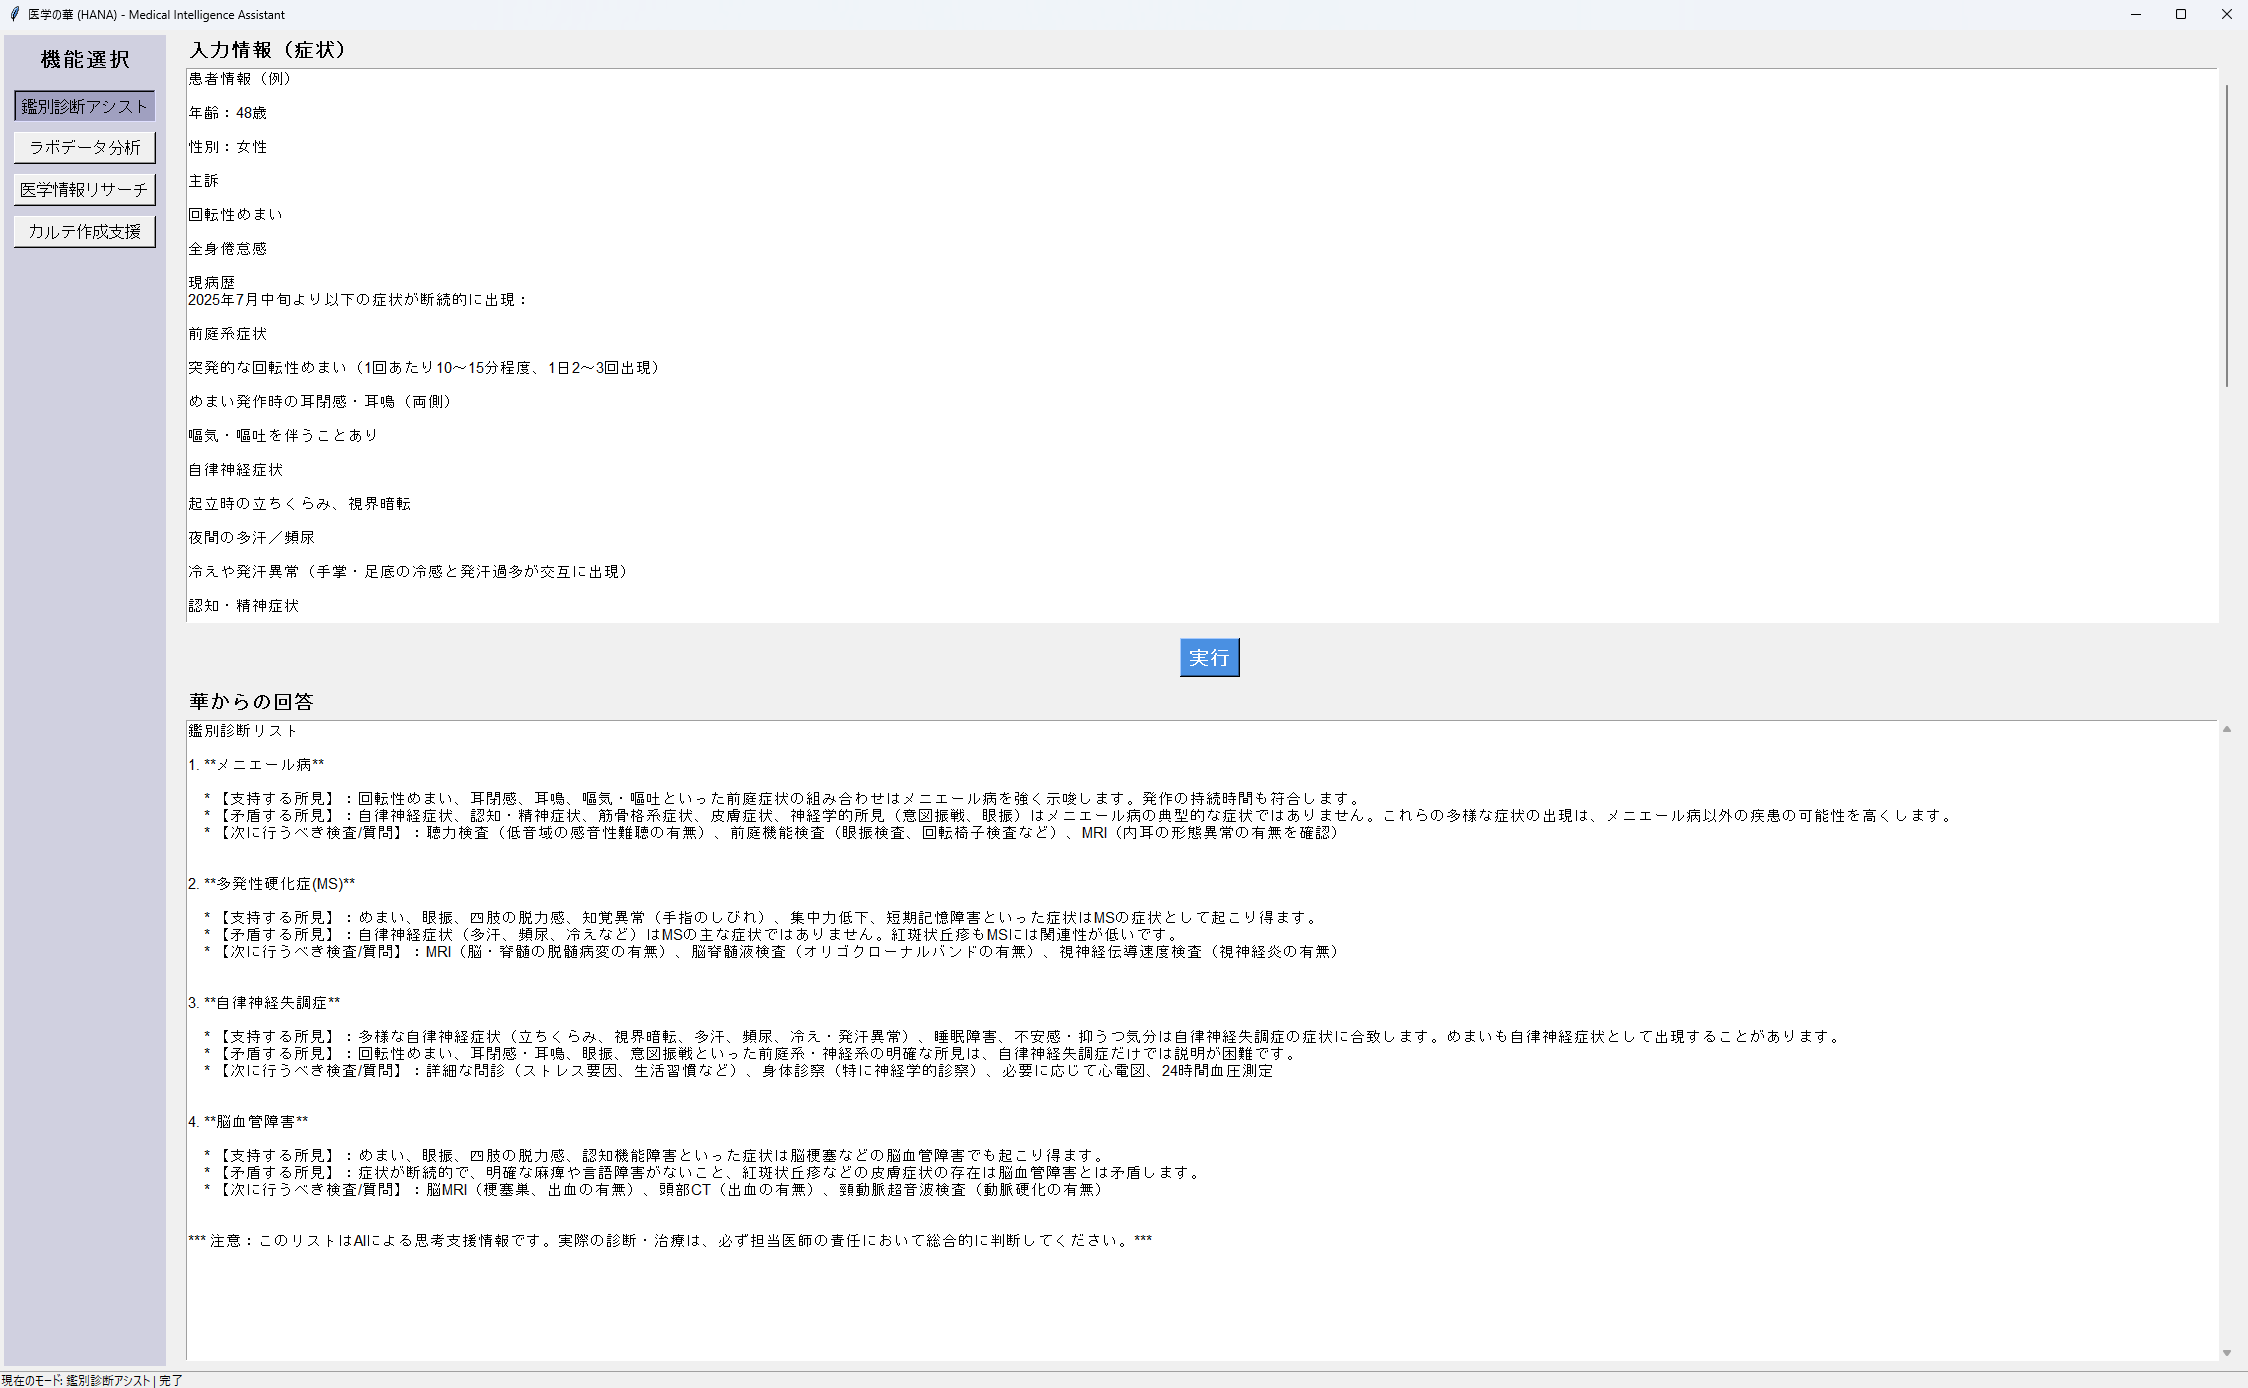 医学の華 (HANA) - Medical Intelligence Assistant
機能選択
鑑別診断アシスト
ラボデータ分析
医学情報リサーチ
カルテ作成支援
入力情報（症状）
患者情報（例）
年齢：48歳
性別：女性
主訴
回転性めまい
全身倦怠感
現病歴
2025年7月中旬より以下の症状が断続的に出現：
前庭系症状
突発的な回転性めまい（1回あたり10～15分程度、1日2～3回出現）
めまい発作時の耳閉感・耳鳴（両側）
嘔気・嘔吐を伴うことあり
自律神経症状
起立時の立ちくらみ、視界暗転
夜間の多汗／頻尿
冷えや発汗異常（手掌・足底の冷感と発汗過多が交互に出現）
認知・精神症状
実行
華からの回答
鑑別診断リスト
1. **メニエール病**
* 【支持する所見】：回転性めまい、耳閉感、耳鳴、嘔気・嘔吐といった前庭症状の組み合わせはメニエール病を強く示唆します。発作の持続時間も符合します。
* 【矛盾する所見】：自律神経症状、認知・精神症状、筋骨格系症状、皮膚症状、神経学的所見（意図振戦、眼振）はメニエール病の典型的な症状ではありません。これらの多様な症状の出現は、メニエール病以外の疾患の可能性を高くします。
* 【次に行うべき検査/質問】：聴力検査（低音域の感音性難聴の有無）、前庭機能検査（眼振検査、回転椅子検査など）、MRI（内耳の形態異常の有無を確認）
2. **多発性硬化症(MS)**
* 【支持する所見】：めまい、眼振、四肢の脱力感、知覚異常（手指のしびれ）、集中力低下、短期記憶障害といった症状はMSの症状として起こり得ます。
* 【矛盾する所見】：自律神経症状（多汗、頻尿、冷えなど）はMSの主な症状ではありません。紅斑状丘疹もMSには関連性が低いです。
* 【次に行うべき検査/質問】：MRI（脳・脊髄の脱髄病変の有無）、脳脊髄液検査（オリゴクローナルバンドの有無）、視神経伝導速度検査（視神経炎の有無）
3. **自律神経失調症**
* 【支持する所見】：多様な自律神経症状（立ちくらみ、視界暗転、多汗、頻尿、冷え・発汗異常）、睡眠障害、不安感・抑うつ気分は自律神経失調症の症状に合致します。めまいも自律神経症状として出現することがあります。
* 【矛盾する所見】：回転性めまい、耳閉感・耳鳴、眼振、意図振戦といった前庭系・神経系の明確な所見は、自律神経失調症だけでは説明が困難です。
* 【次に行うべき検査/質問】：詳細な問診（ストレス要因、生活習慣など）、身体診察（特に神経学的診察）、必要に応じて心電図、24時間血圧測定
4. **脳血管障害**
* 【支持する所見】：めまい、眼振、四肢の脱力感、認知機能障害といった症状は脳梗塞などの脳血管障害でも起こり得ます。
* 【矛盾する所見】：症状が断続的で、明確な麻痺や言語障害がないこと、紅斑状丘疹などの皮膚症状の存在は脳血管障害とは矛盾します。
* 【次に行うべき検査/質問】：脳MRI（梗塞巣、出血の有無）、頭部CT（出血の有無）、頸動脈超音波検査（動脈硬化の有無）
*** 注意：このリストはAIによる思考支援情報です。実際の診断・治療は、必ず担当医師の責任において総合的に判断してください。***
現在のモード: 鑑別診断アシスト | 完了